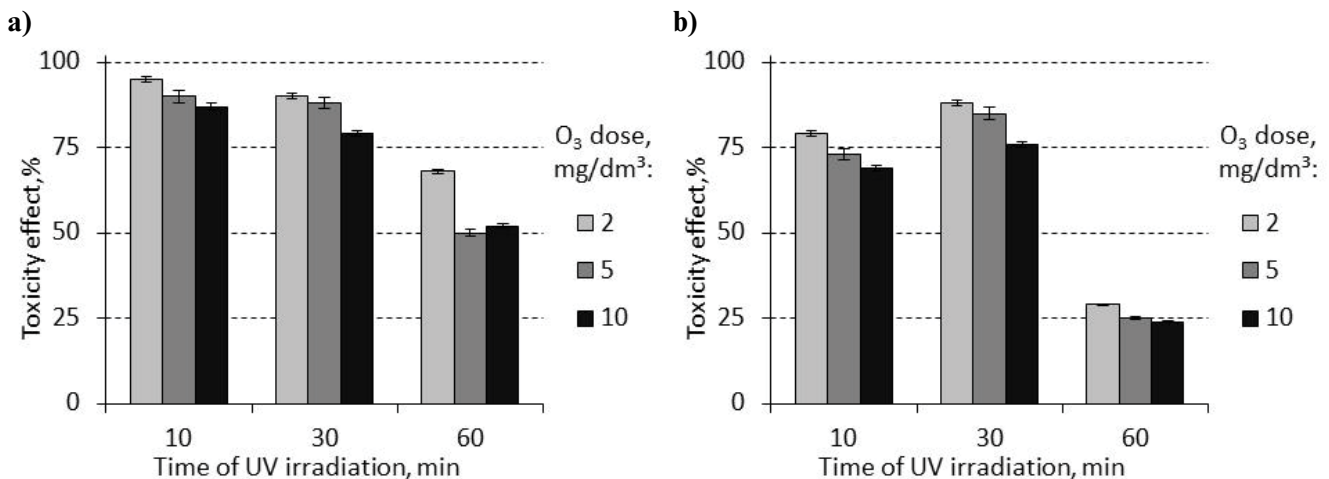 a)
100
75
50
25
0
Toxicity effect,%
10 30 60
Time of UV irradiation, min
O₃ dose,
mg/dm³:
2
5
10
b)
100
75
50
25
0
Toxicity effect,%
10 30 60
Time of UV irradiation, min
O₃ dose,
mg/dm³:
2
5
10